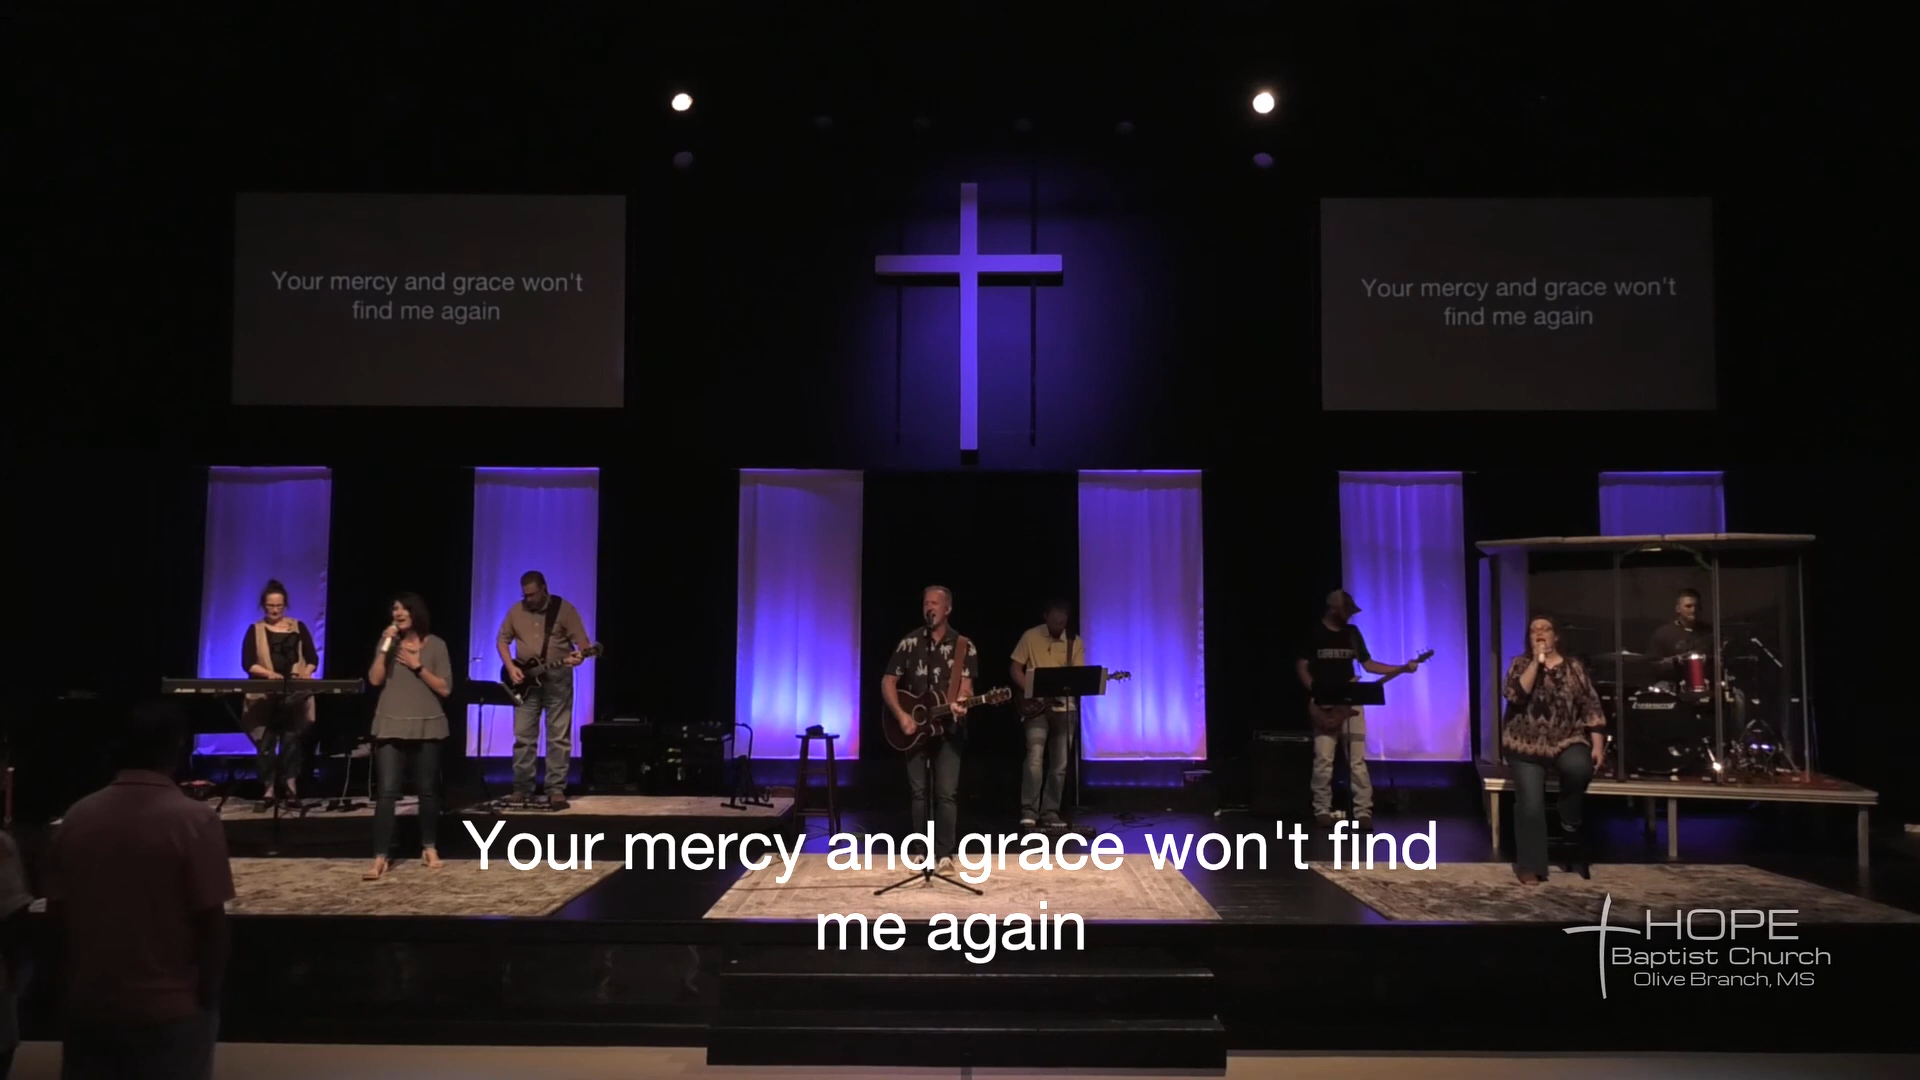 Your mercy and grace won't
find me again
Your mercy and grace won't
find me again
Your mercy and grace won't find
me again
HOPE
Baptist Church
Olive Branch, MS